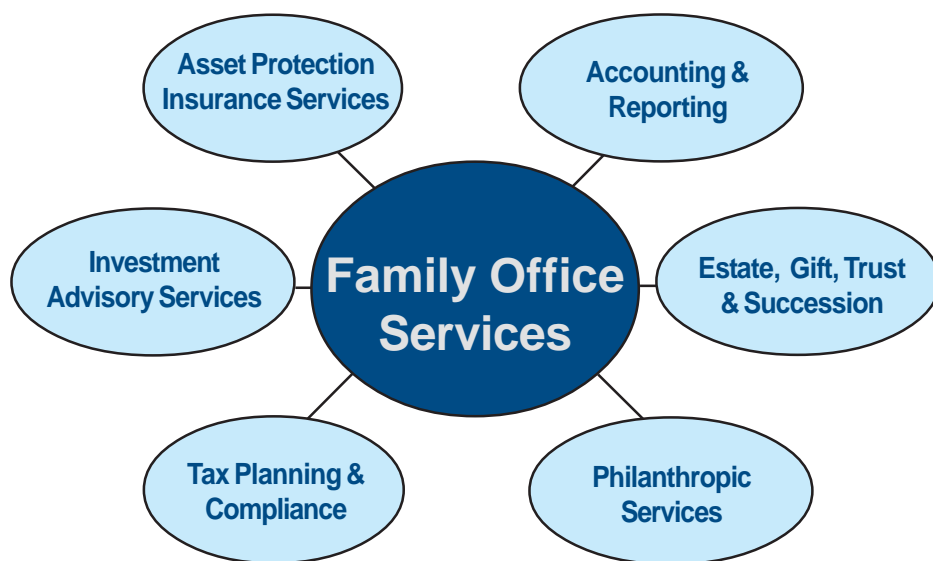 Asset Protection
Insurance Services
Accounting &
Reporting
Investment
Advisory Services
Family Office
Services
Estate, Gift, Trust
& Succession
Tax Planning &
Compliance
Philanthropic
Services